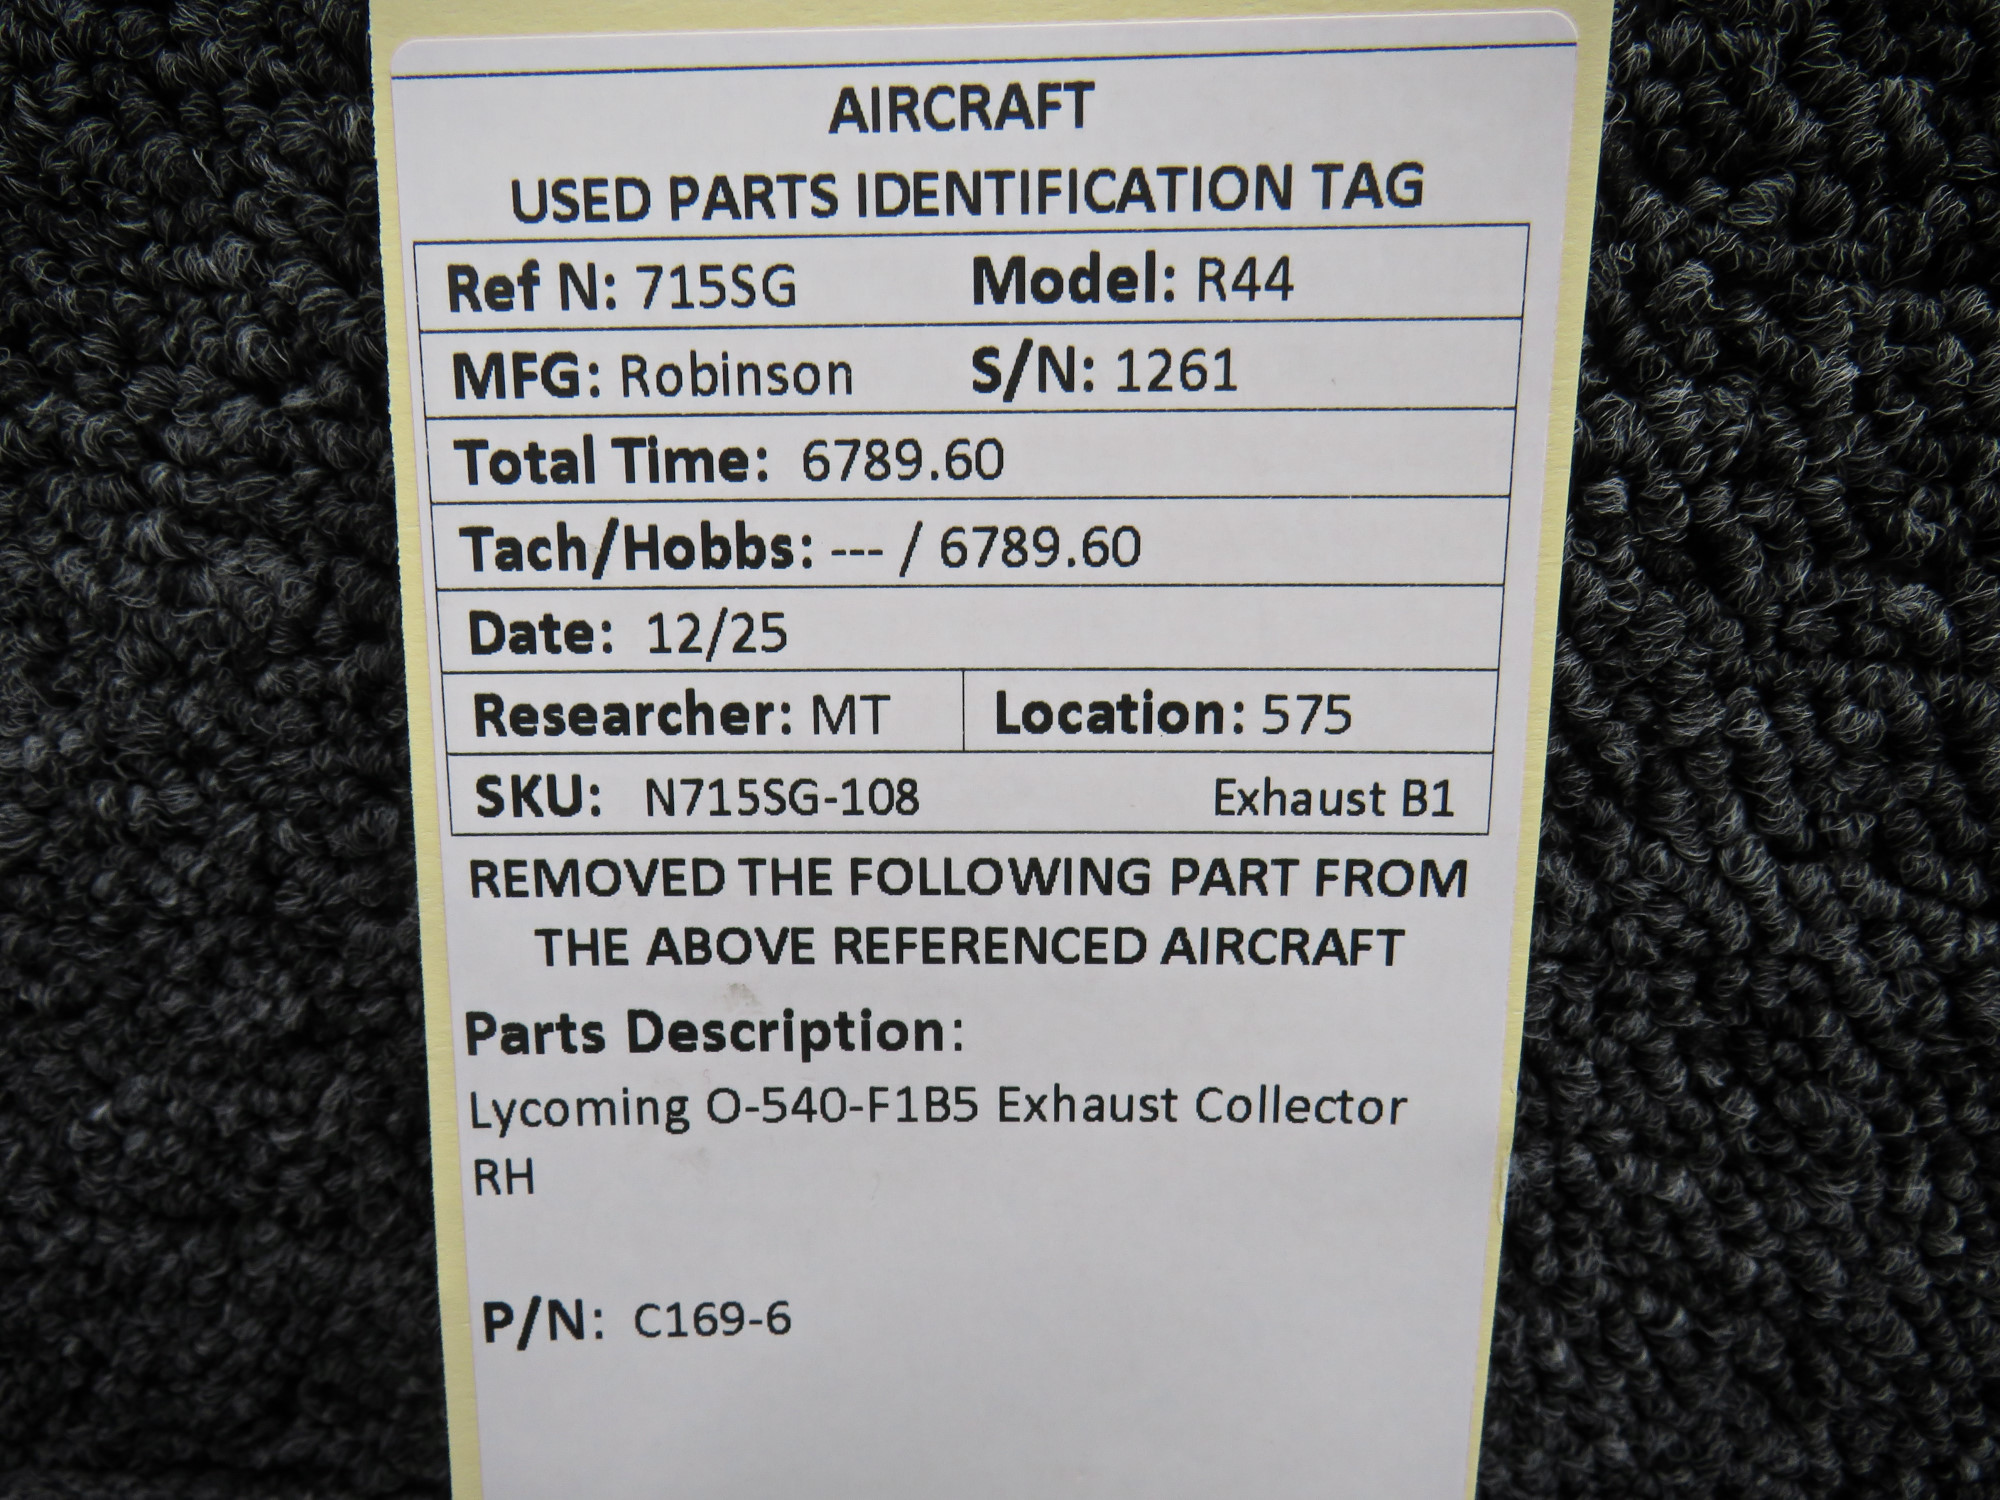 AIRCRAFT
USED PARTS IDENTIFICATION TAG
Ref N: 715SG Model: R44
MFG: Robinson S/N: 1261
Total Time: 6789.60
Tach/Hobbs: --- / 6789.60
Date: 12/25
Researcher: MT Location: 575
SKU: N715SG-108 Exhaust B1
REMOVED THE FOLLOWING PART FROM
THE ABOVE REFERENCED AIRCRAFT
Parts Description:
Lycoming O-540-F1B5 Exhaust Collector
RH
P/N: C169-6